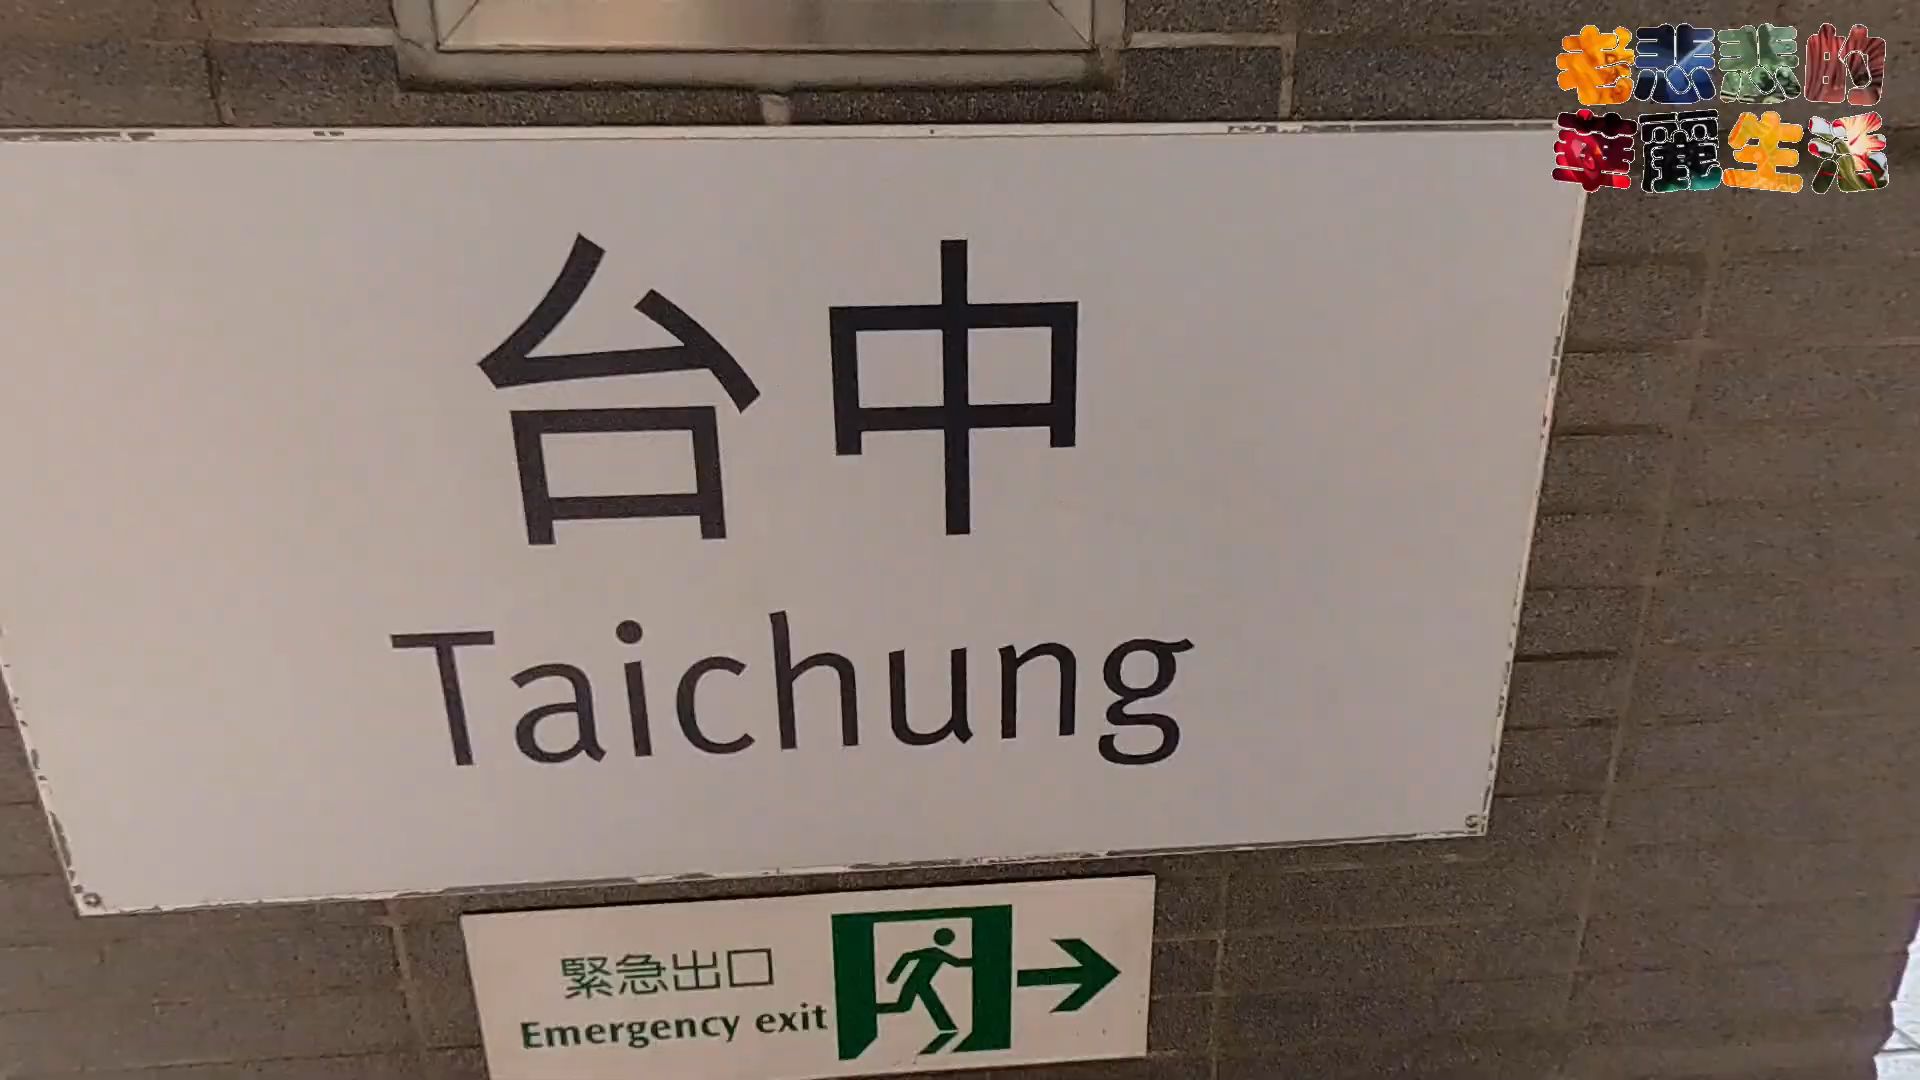 老悲悲的
華麗生活
台中
Taichung
緊急出口
Emergency exit